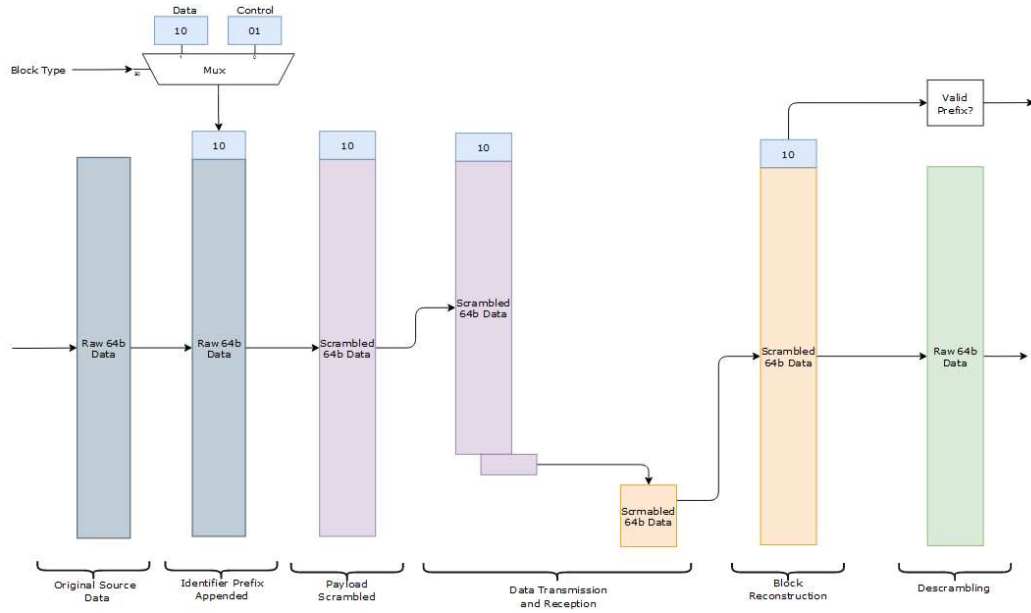 Data
Control
10
01
Block Type
Mux
1
0
Valid
Prefix?
10
10
10
10
Raw 64b
Data
Raw 64b
Data
Scrambled
64b Data
Scrambled
64b Data
Scrmabled
64b Data
Scrambled
64b Data
Raw 64b
Data
Original Source
Data
Identifier Prefix
Appended
Payload
Scrambled
Data Transmission
and Reception
Block
Reconstruction
Descrambling